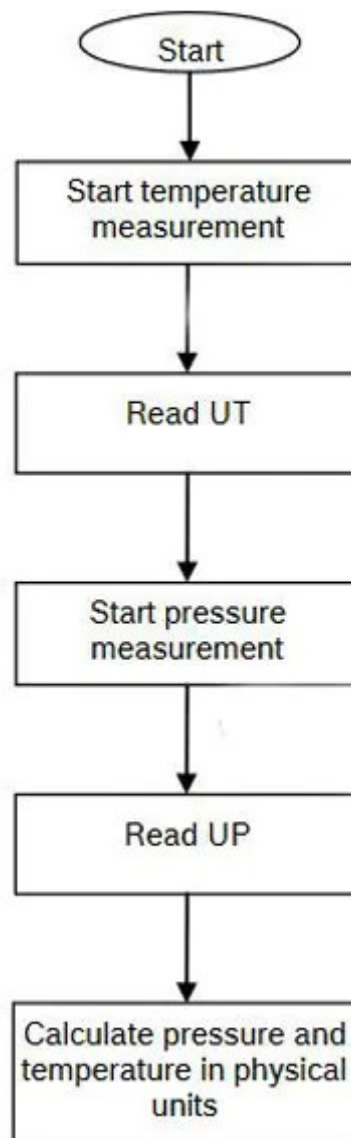 Start
Start temperature
measurement
Read UT
Start pressure
measurement
Read UP
Calculate pressure and
temperature in physical
units